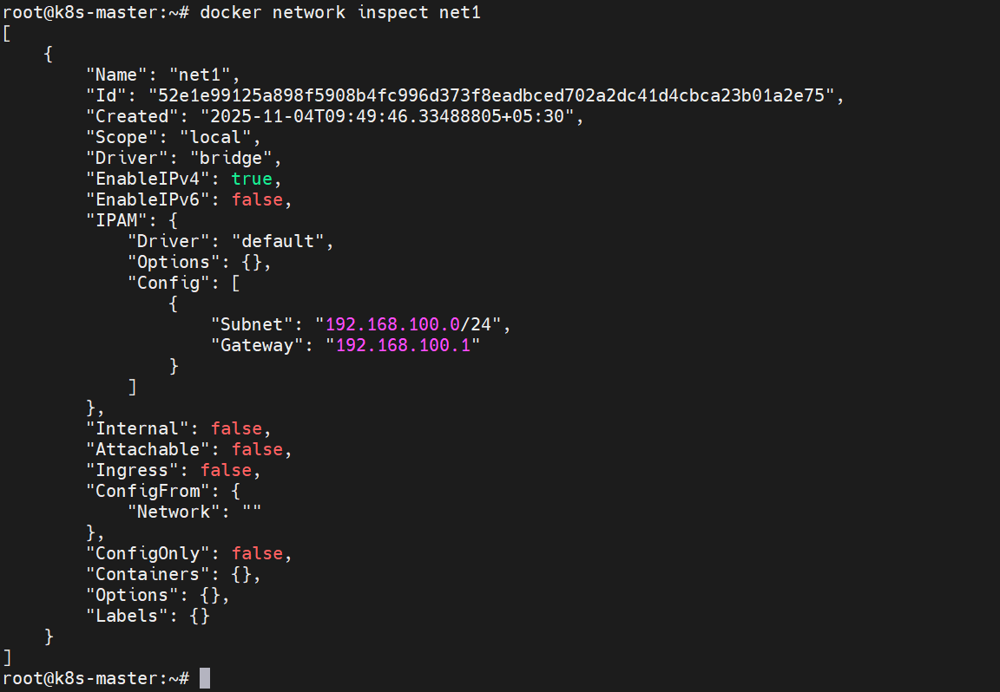 root@k8s-master:~# docker network inspect net1
[
    {
        "Name": "net1",
        "Id": "52e1e99125a898f5908b4fc996d373f8eadbced702a2dc41d4cbca23b01a2e75",
        "Created": "2025-11-04T09:49:46.33488805+05:30",
        "Scope": "local",
        "Driver": "bridge",
        "EnableIPv4": true,
        "EnableIPv6": false,
        "IPAM": {
            "Driver": "default",
            "Options": {},
            "Config": [
                {
                    "Subnet": "192.168.100.0/24",
                    "Gateway": "192.168.100.1"
                }
            ]
        },
        "Internal": false,
        "Attachable": false,
        "Ingress": false,
        "ConfigFrom": {
            "Network": ""
        },
        "ConfigOnly": false,
        "Containers": {},
        "Options": {},
        "Labels": {}
    }
]
root@k8s-master:~#